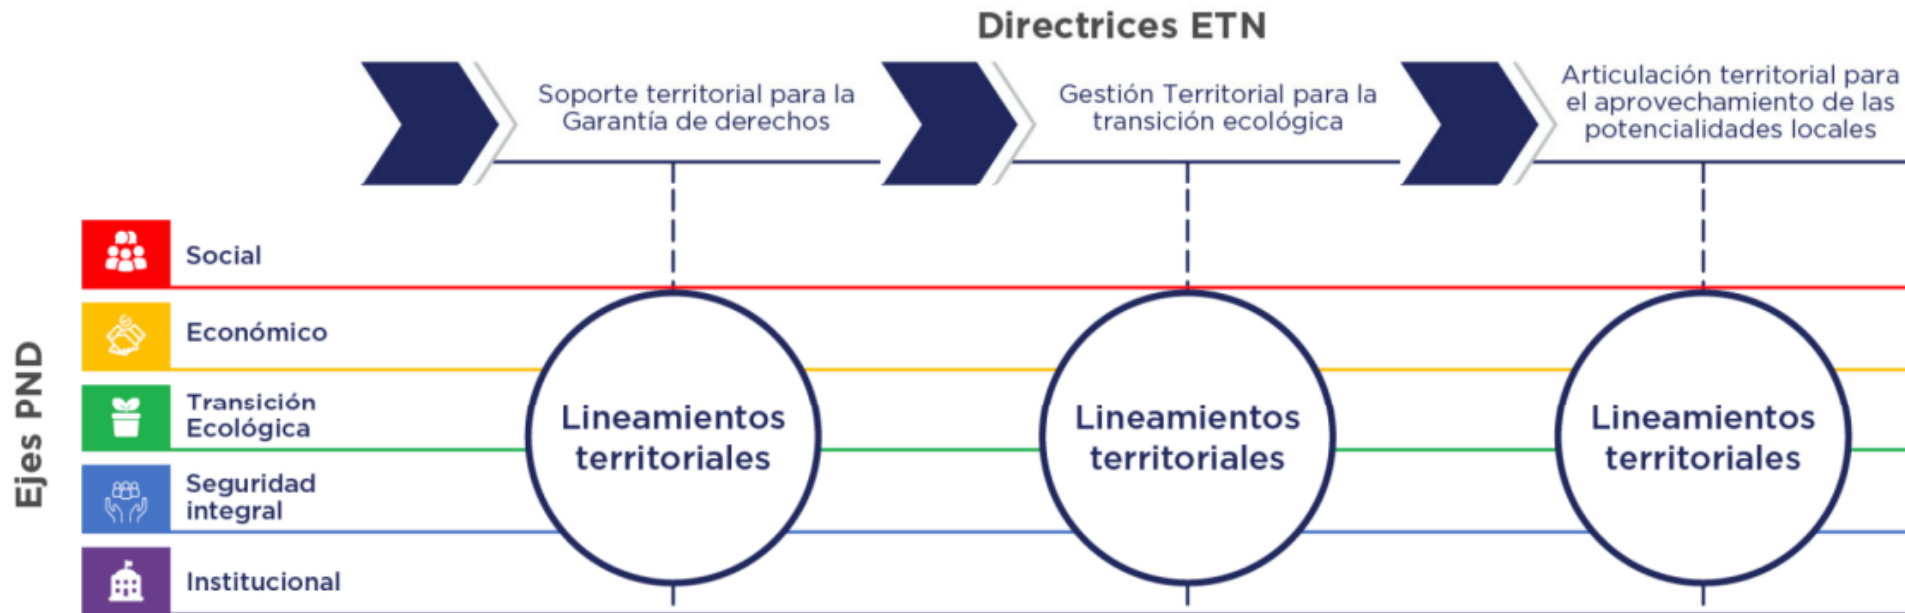 Directrices ETN
Soporte territorial para la
Garantía de derechos
Gestión Territorial para la
transición ecológica
Articulación territorial para
el aprovechamiento de las
potencialidades locales
Ejes PND
Social
Económico
Transición
Ecológica
Seguridad
integral
Institucional
Lineamientos
territoriales
Lineamientos
territoriales
Lineamientos
territoriales